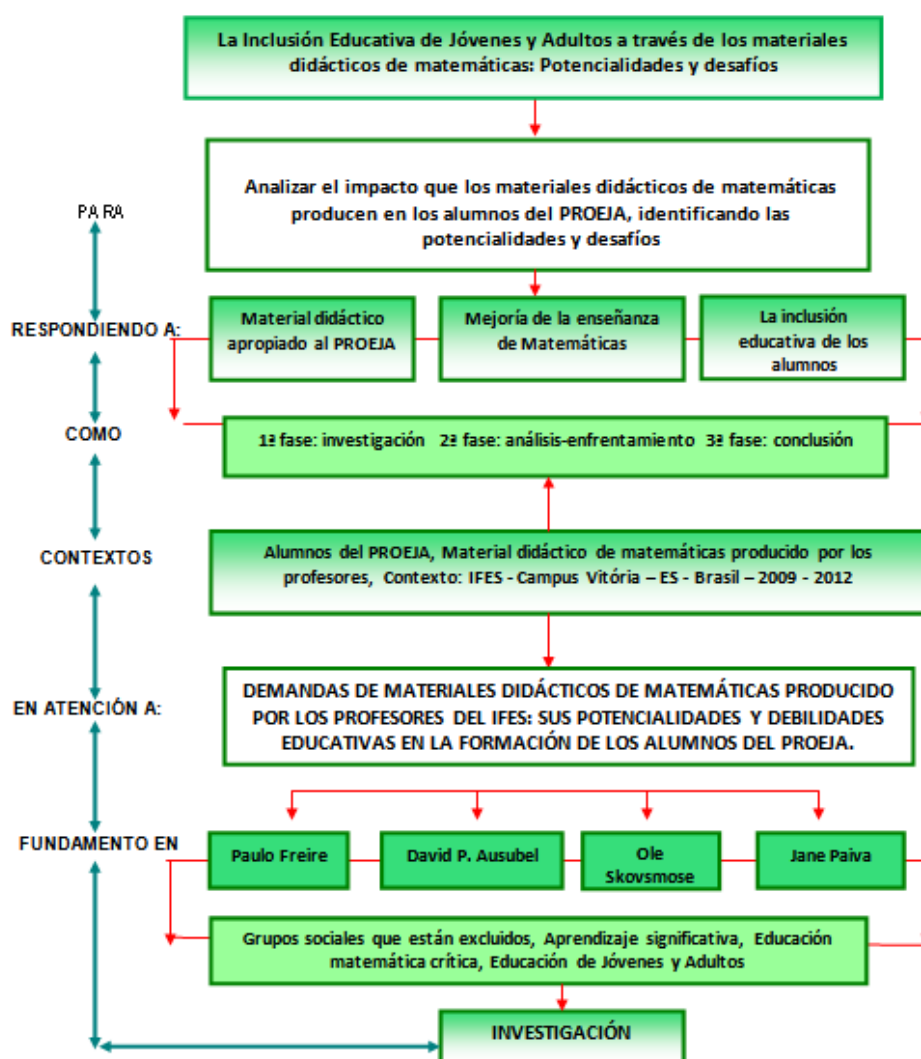 La Inclusión Educativa de Jóvenes y Adultos a través de los materiales
didácticos de matemáticas: Potencialidades y desafíos
PARA
Analizar el impacto que los materiales didácticos de matemáticas
producen en los alumnos del PROEJA, identificando las
potencialidades y desafíos
RESPONDIENDO A:
Material didáctico
apropiado al PROEJA
Mejoría de la enseñanza
de Matemáticas
La inclusión
educativa de los
alumnos
COMO
1ª fase: investigación 2ª fase: análisis-enfrentamiento 3ª fase: conclusión
CONTEXTOS
Alumnos del PROEJA, Material didáctico de matemáticas producido por los
profesores, Contexto: IFES - Campus Vitória – ES - Brasil – 2009 - 2012
EN ATENCIÓN A:
DEMANDAS DE MATERIALES DIDÁCTICOS DE MATEMÁTICAS PRODUCIDO
POR LOS PROFESORES DEL IFES: SUS POTENCIALIDADES Y DEBILIDADES
EDUCATIVAS EN LA FORMACIÓN DE LOS ALUMNOS DEL PROEJA.
FUNDAMENTO EN
Paulo Freire
David P. Ausubel
Ole
Skovsmose
Jane Paiva
Grupos sociales que están excluidos, Aprendizaje significativa, Educación
matemática crítica, Educación de Jóvenes y Adultos
INVESTIGACIÓN